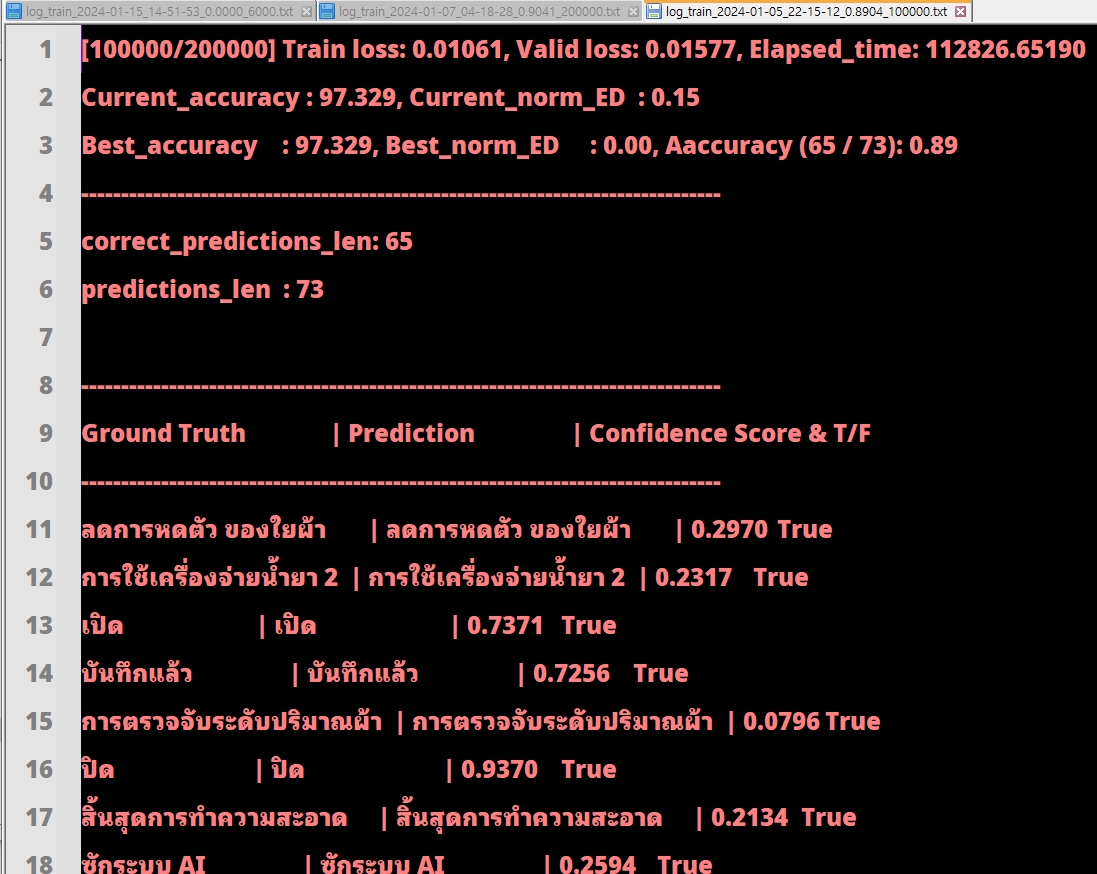 log_train_2024-01-15_14-51-53_0.0000_6000.txt log_train_2024-01-07_04-18-28_0.9041_200000.txt log_train_2024-01-05_22-15-12_0.8904_100000.txt
1 [100000/200000] Train loss: 0.01061, Valid loss: 0.01577, Elapsed_time: 112826.65190
2 Current_accuracy : 97.329, Current_norm_ED : 0.15
3 Best_accuracy : 97.329, Best_norm_ED : 0.00, Aaccuracy (65 / 73): 0.89
4 --------------------------------------------------------------------------------
5 correct_predictions_len: 65
6 predictions_len : 73
7
8 --------------------------------------------------------------------------------
9 Ground Truth | Prediction | Confidence Score & T/F
10 --------------------------------------------------------------------------------
11 ลดการหดตัว ของใยผ้า | ลดการหดตัว ของใยผ้า | 0.2970 True
12 การใช้เครื่องจ่ายน้ำยา 2 | การใช้เครื่องจ่ายน้ำยา 2 | 0.2317 True
13 เปิด | เปิด | 0.7371 True
14 บันทึกแล้ว | บันทึกแล้ว | 0.7256 True
15 การตรวจจับระดับปริมาณผ้า | การตรวจจับระดับปริมาณผ้า | 0.0796 True
16 ปิด | ปิด | 0.9370 True
17 สิ้นสุดการทำความสะอาด | สิ้นสุดการทำความสะอาด | 0.2134 True
18 ซักระบบ AI | ซักระบบ AI | 0.2594 True